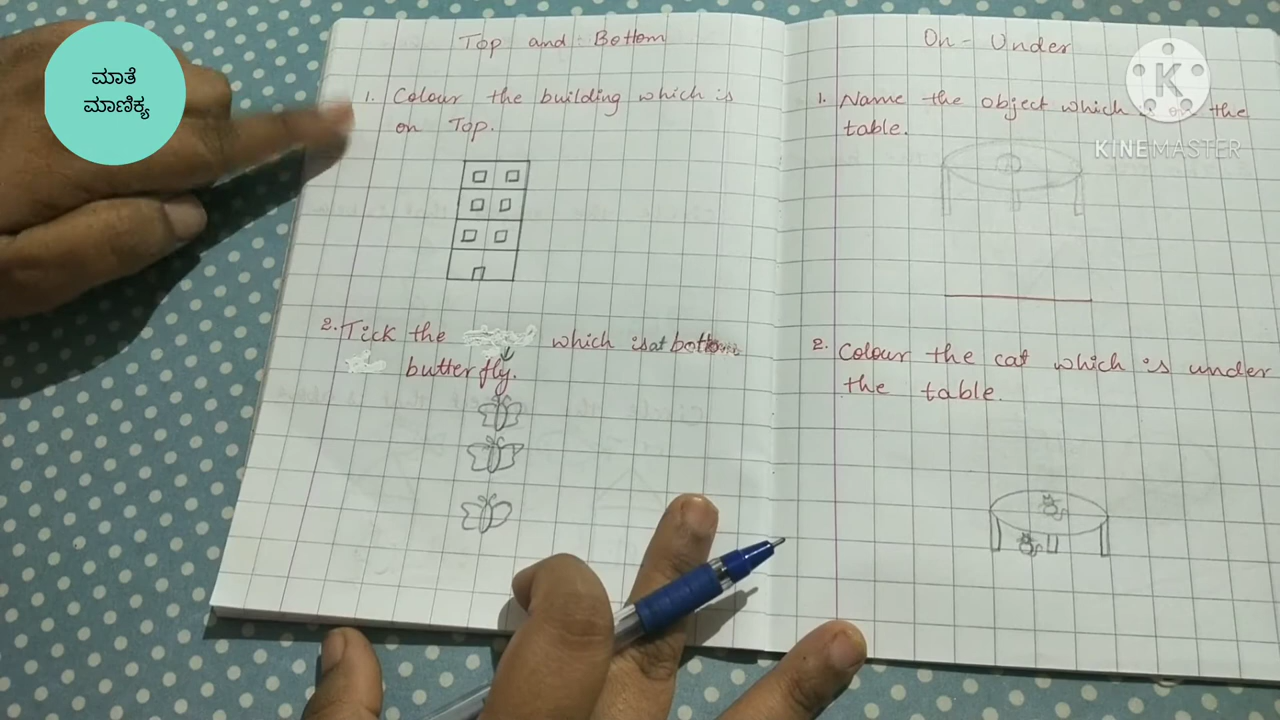 ಮಾತೆ
ಮಾಣಿಕ್ಯ
Top and Bottom
1. Colour the building which is
on Top.
2. Tick the which is at bottom
butterfly.
On - Under
1. Name the object which the
table.
2. Colour the cat which is under
the table.
K
KINEMASTER